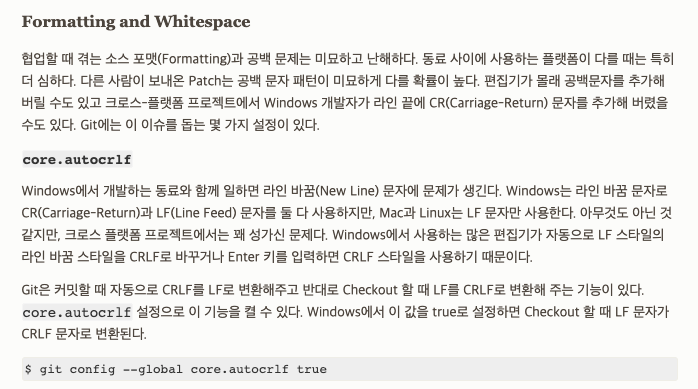 Formatting and Whitespace
협업할 때 겪는 소스 포맷(Formatting)과 공백 문제는 미묘하고 난해하다. 동료 사이에 사용하는 플랫폼이 다를 때는 특히
더 심하다. 다른 사람이 보내온 Patch는 공백 문자 패턴이 미묘하게 다를 확률이 높다. 편집기가 몰래 공백문자를 추가해
버릴 수도 있고 크로스-플랫폼 프로젝트에서 Windows 개발자가 라인 끝에 CR(Carriage-Return) 문자를 추가해 버렸을
수도 있다. Git에는 이 이슈를 돕는 몇 가지 설정이 있다.
core.autocrlf
Windows에서 개발하는 동료와 함께 일하면 라인 바꿈(New Line) 문자에 문제가 생긴다. Windows는 라인 바꿈 문자로
CR(Carriage-Return)과 LF(Line Feed) 문자를 둘 다 사용하지만, Mac과 Linux는 LF 문자만 사용한다. 아무것도 아닌 것
같지만, 크로스 플랫폼 프로젝트에서는 꽤 성가신 문제다. Windows에서 사용하는 많은 편집기가 자동으로 LF 스타일의
라인 바꿈 스타일을 CRLF로 바꾸거나 Enter 키를 입력하면 CRLF 스타일을 사용하기 때문이다.
Git은 커밋할 때 자동으로 CRLF를 LF로 변환해주고 반대로 Checkout 할 때 LF를 CRLF로 변환해 주는 기능이 있다.
core.autocrlf 설정으로 이 기능을 켤 수 있다. Windows에서 이 값을 true로 설정하면 Checkout 할 때 LF 문자가
CRLF 문자로 변환된다.
$ git config --global core.autocrlf true